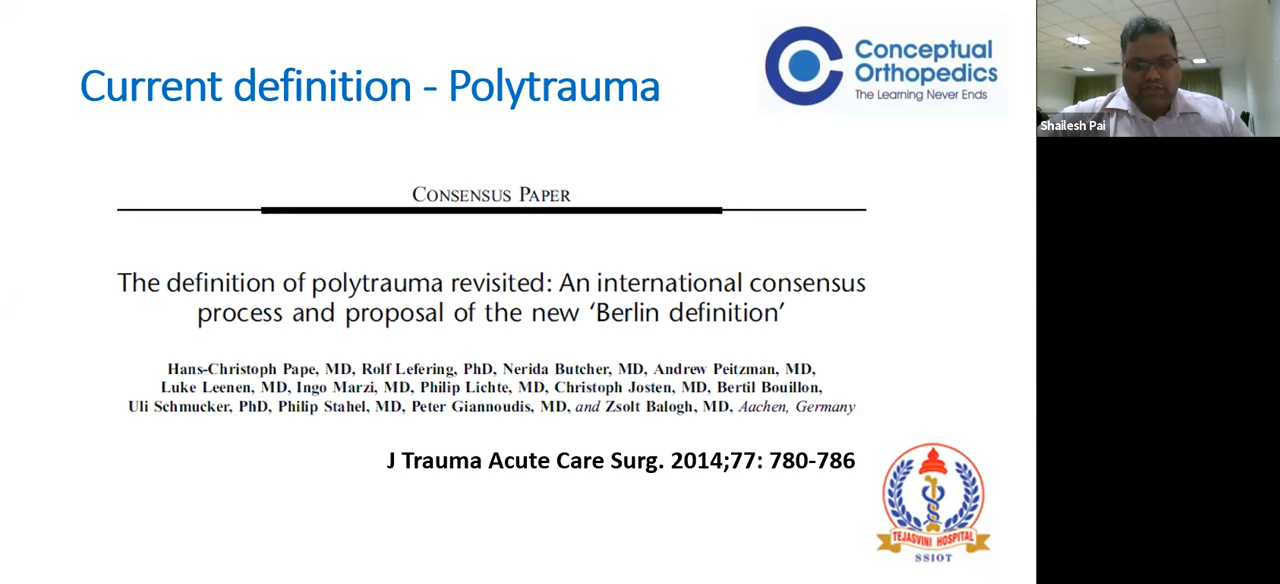 Current definition - Polytrauma
Conceptual
Orthopedics
The Learning Never Ends
Shailesh Pai
CONSENSUS PAPER
The definition of polytrauma revisited: An international consensus
process and proposal of the new ‘Berlin definition’
Hans-Christoph Pape, MD, Rolf Lefering, PhD, Nerida Butcher, MD, Andrew Peitzman, MD,
Luke Leenen, MD, Ingo Marzi, MD, Philip Lichte, MD, Christoph Josten, MD, Bertil Bouillon,
Uli Schmucker, PhD, Philip Stahel, MD, Peter Giannoudis, MD, and Zsolt Balogh, MD, Aachen, Germany
J Trauma Acute Care Surg. 2014;77: 780-786
TEJASVINI HOSPITAL
SSIOT